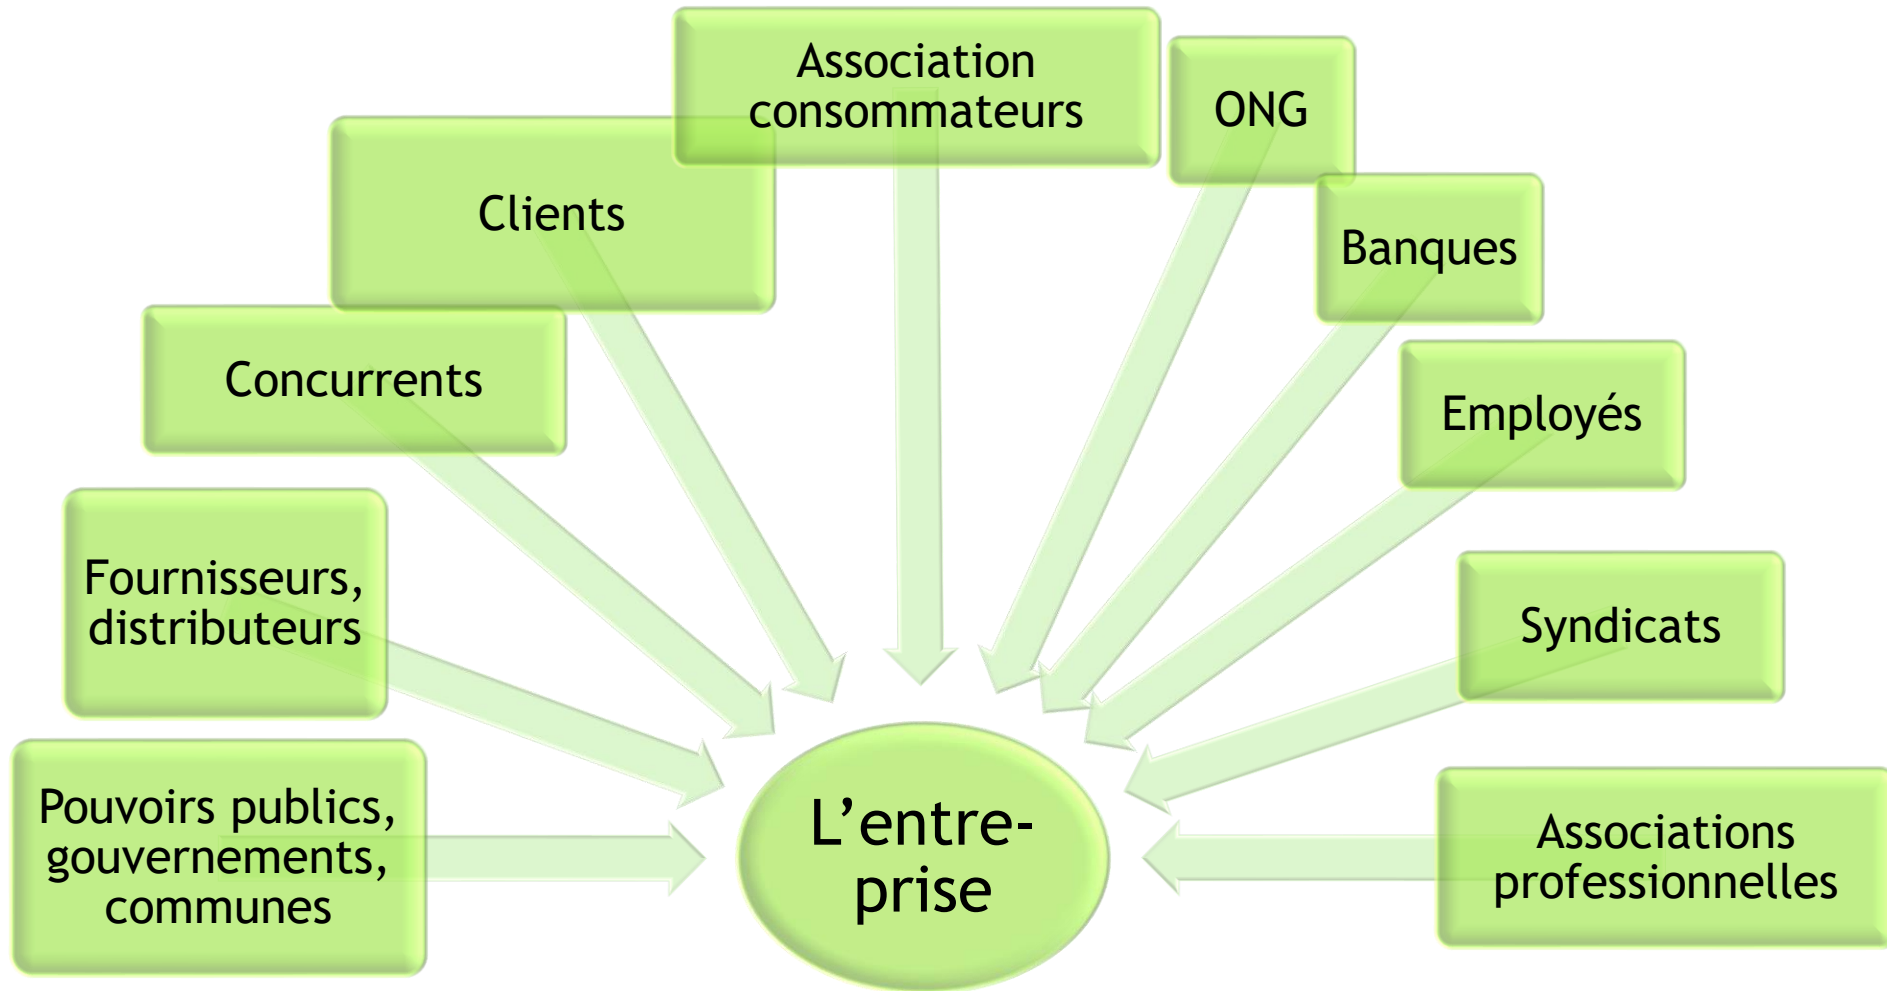 Association
consommateurs
ONG
Clients
Banques
Concurrents
Employés
Fournisseurs,
distributeurs
Syndicats
Pouvoirs publics,
gouvernements,
communes
L’entre-
prise
Associations
professionnelles